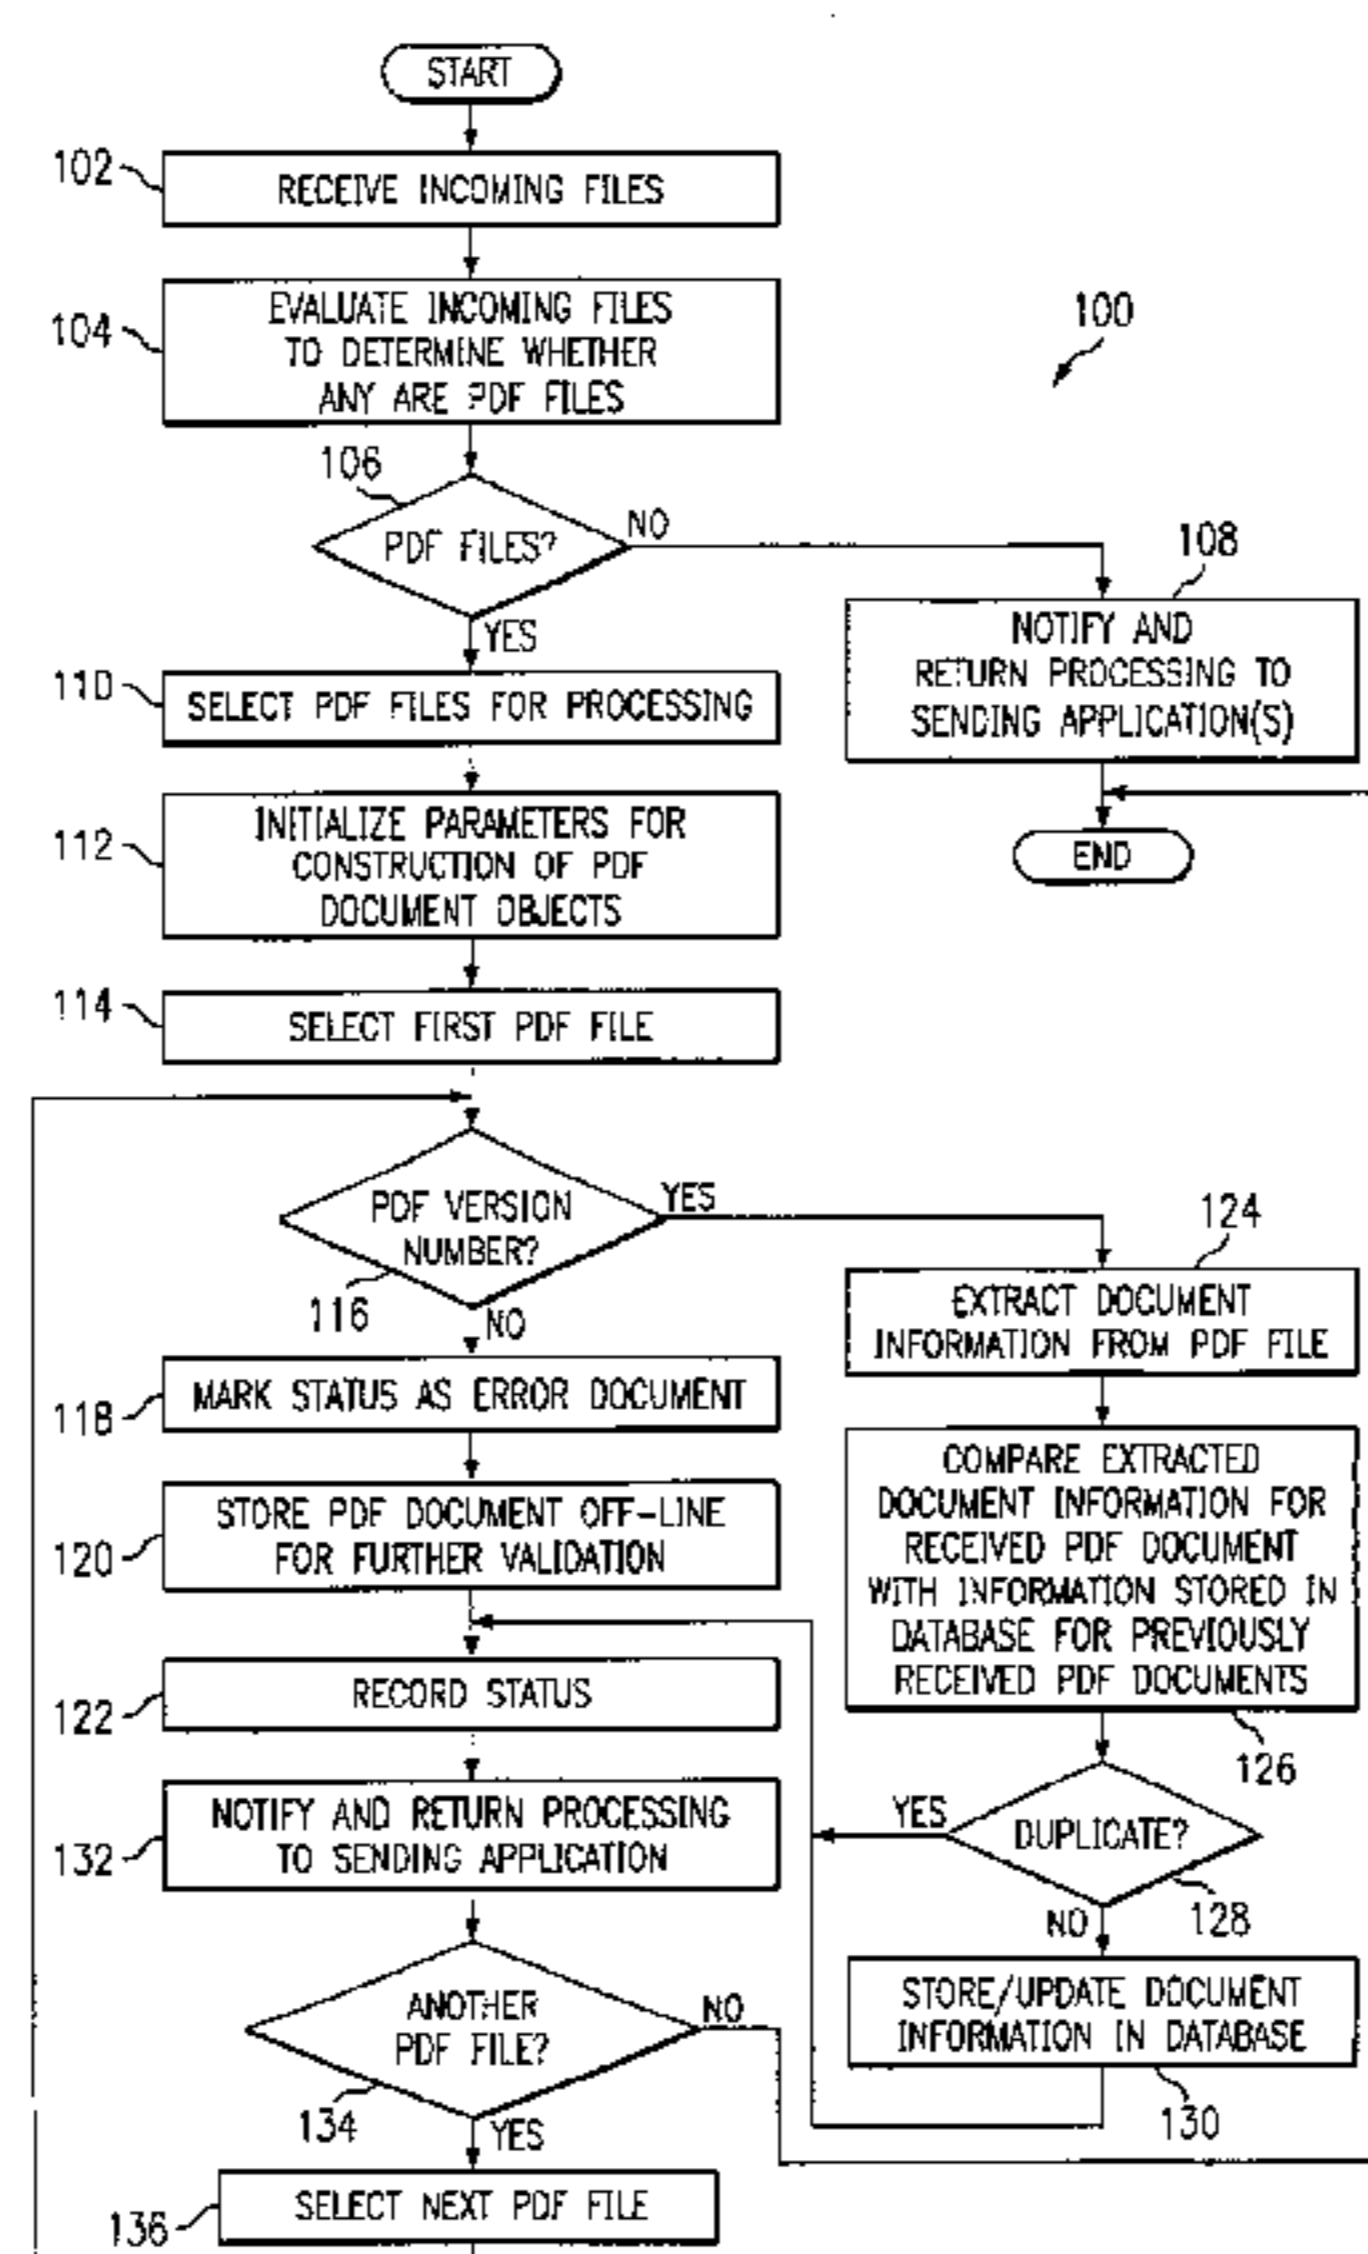 START
102
RECEIVE INCOMING FILES
104
EVALUATE INCOMING FILES
TO DETERMINE WHETHER
ANY ARE PDF FILES
100
106
PDF FILES?
NO
YES
108
NOTIFY AND
RETURN PROCESSING TO
SENDING APPLICATION(S)
END
110
SELECT PDF FILES FOR PROCESSING
112
INITIALIZE PARAMETERS FOR
CONSTRUCTION OF PDF
DOCUMENT OBJECTS
114
SELECT FIRST PDF FILE
PDF VERSION
NUMBER?
116
YES
NO
124
EXTRACT DOCUMENT
INFORMATION FROM PDF FILE
118
MARK STATUS AS ERROR DOCUMENT
120
STORE PDF DOCUMENT OFF-LINE
FOR FURTHER VALIDATION
COMPARE EXTRACTED
DOCUMENT INFORMATION FOR
RECEIVED PDF DOCUMENT
WITH INFORMATION STORED IN
DATABASE FOR PREVIOUSLY
RECEIVED PDF DOCUMENTS
126
122
RECORD STATUS
132
NOTIFY AND RETURN PROCESSING
TO SENDING APPLICATION
YES
DUPLICATE?
128
NO
STORE/UPDATE DOCUMENT
INFORMATION IN DATABASE
130
ANOTHER
PDF FILE?
134
NO
YES
136
SELECT NEXT PDF FILE